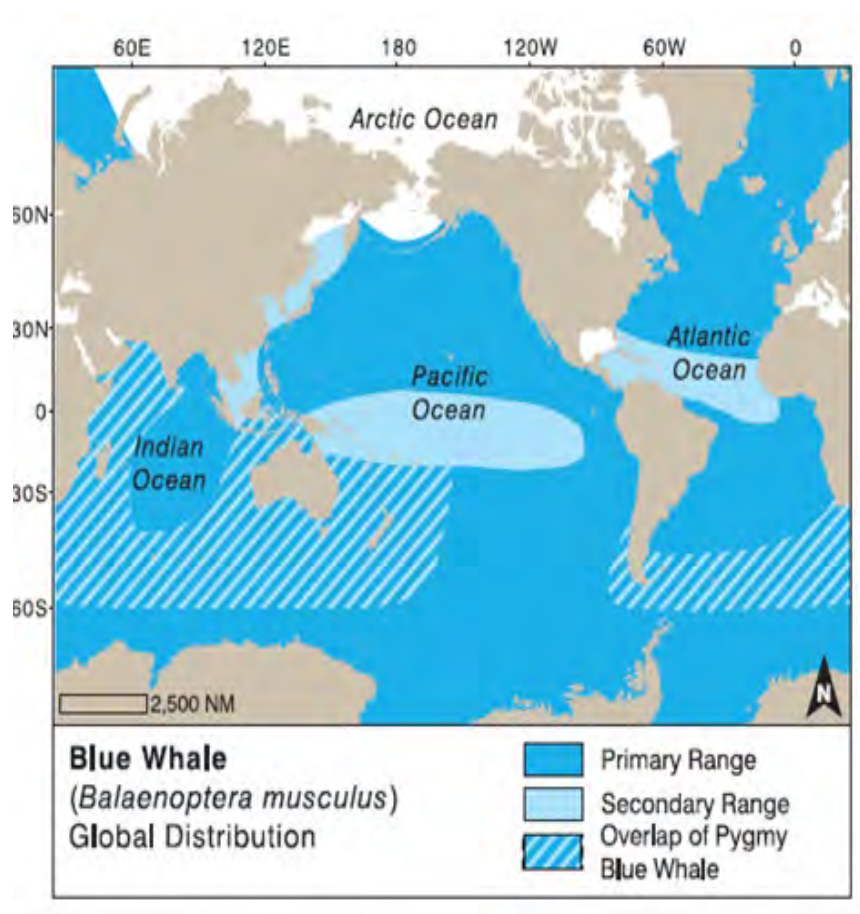 60E 120E 180 120W 60W 0
Arctic Ocean
60N
30N
Atlantic
Ocean
Pacific
Ocean
0
Indian
Ocean
30S
60S
2,500 NM
N
Blue Whale
(Balaenoptera musculus)
Global Distribution
Primary Range
Secondary Range
Overlap of Pygmy
Blue Whale